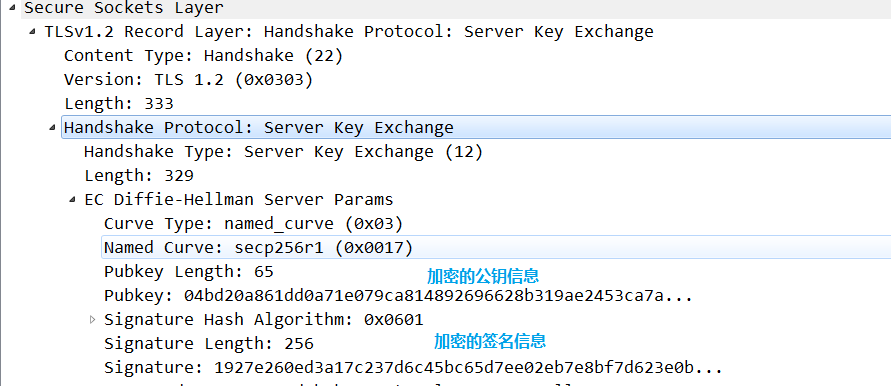 Secure Sockets Layer
TLSv1.2 Record Layer: Handshake Protocol: Server Key Exchange
Content Type: Handshake (22)
Version: TLS 1.2 (0x0303)
Length: 333
Handshake Protocol: Server Key Exchange
Handshake Type: Server Key Exchange (12)
Length: 329
EC Diffie-Hellman Server Params
Curve Type: named_curve (0x03)
Named Curve: secp256r1 (0x0017)
Pubkey Length: 65
加密的公钥信息
Pubkey: 04bd20a861dd0a71e079ca814892696628b319ae2453ca7a...
Signature Hash Algorithm: 0x0601
Signature Length: 256
加密的签名信息
Signature: 1927e260ed3a17c237d6c45bc65d7ee02eb7e8bf7d623e0b...